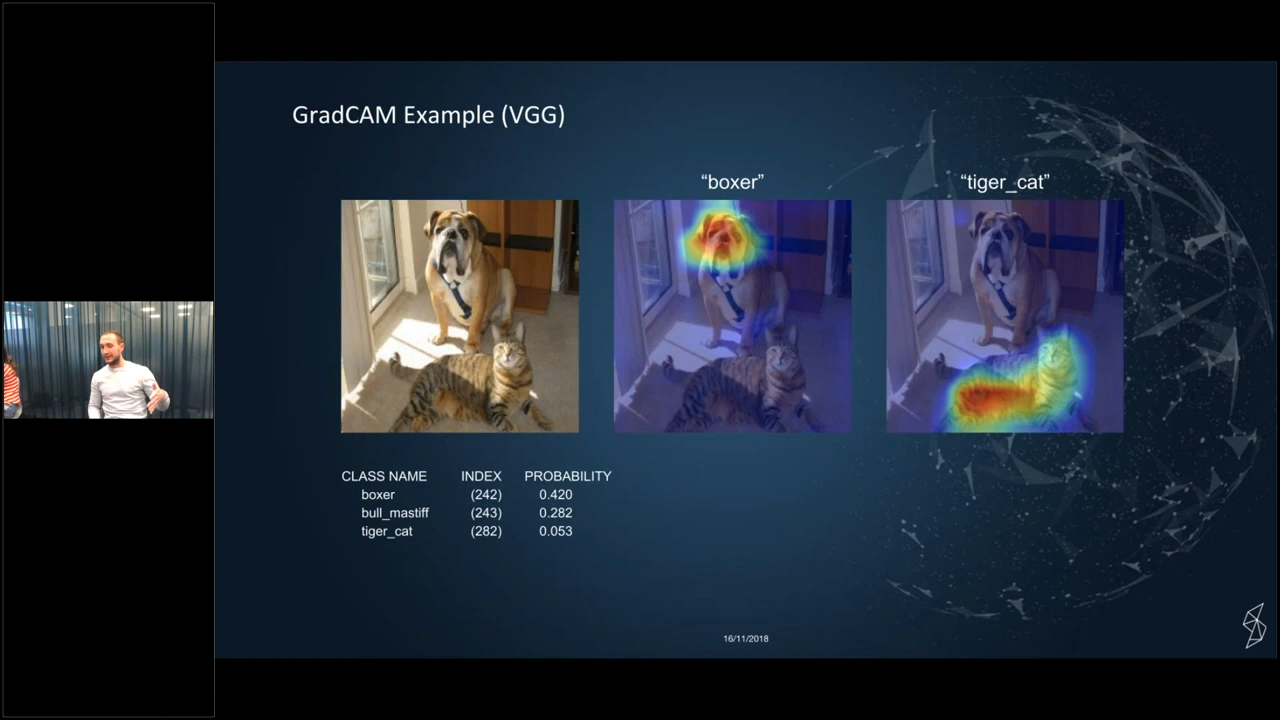 GradCAM Example (VGG)
“boxer”
“tiger_cat”
CLASS NAME INDEX PROBABILITY
boxer (242) 0.420
bull_mastiff (243) 0.282
tiger_cat (282) 0.053
16/11/2018